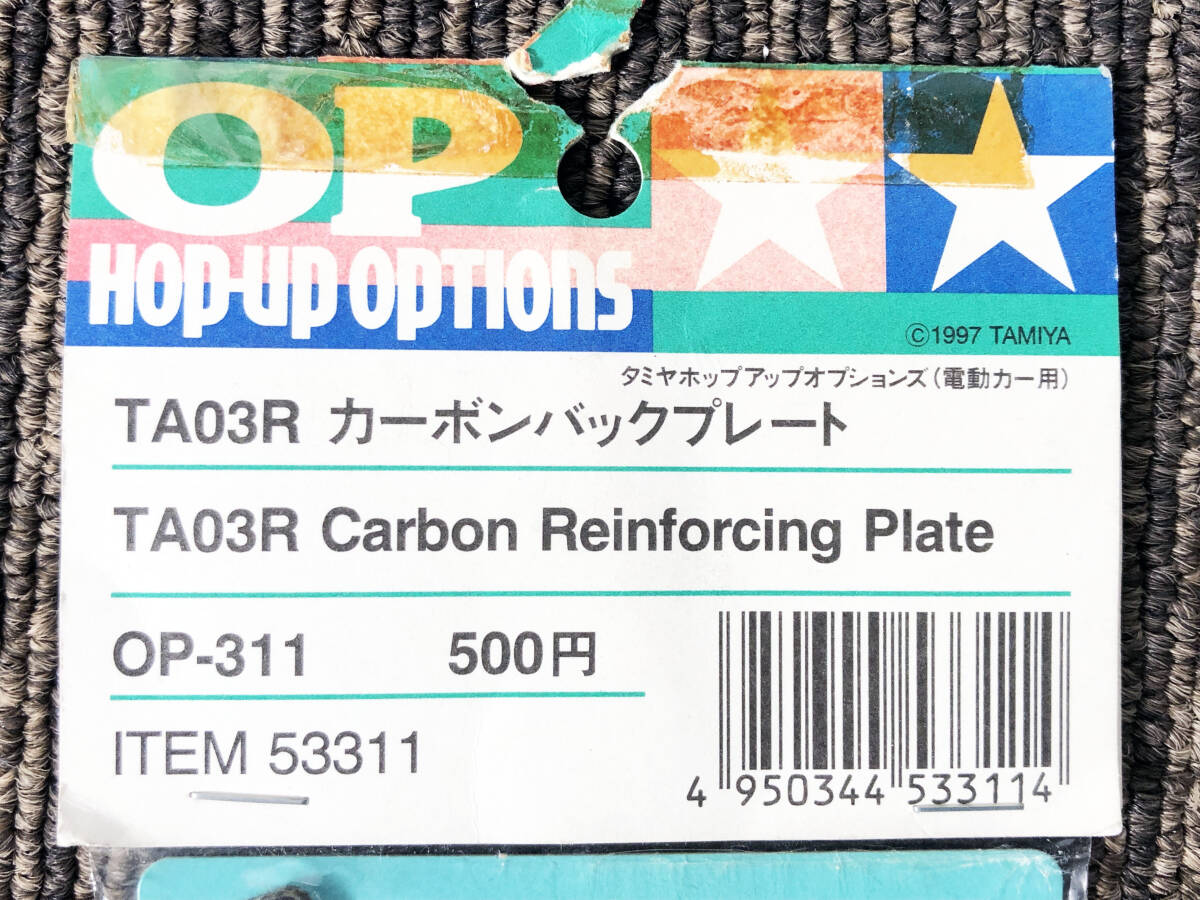 OP
HOP-UP OPTIONS
©1997 TAMIYA
タミヤホップアップオプションズ(電動カー用)
TA03R カーボンバックプレート
TA03R Carbon Reinforcing Plate
OP-311 500円
ITEM 53311
4 950344 533114